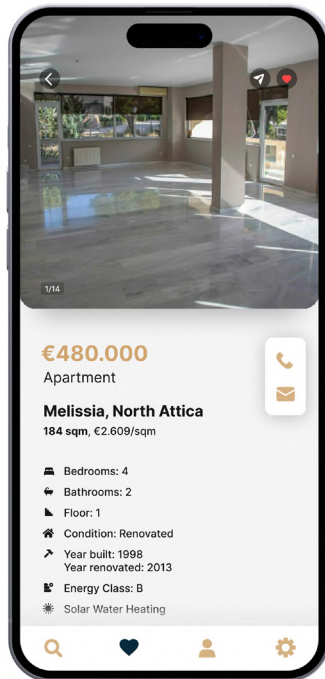 1/14
€480.000
Apartment
Melissia, North Attica
184 sqm, €2.609/sqm
Bedrooms: 4
Bathrooms: 2
Floor: 1
Condition: Renovated
Year built: 1998
Year renovated: 2013
Energy Class: B
Solar Water Heating